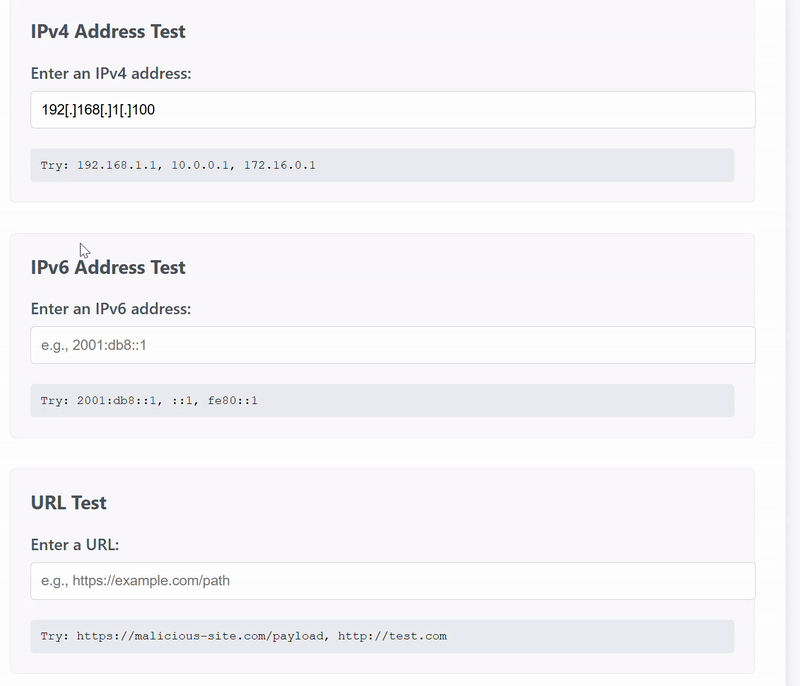 IPv4 Address Test
Enter an IPv4 address:
192[.]168[.]1[.]100
Try: 192.168.1.1, 10.0.0.1, 172.16.0.1
IPv6 Address Test
Enter an IPv6 address:
e.g., 2001:db8::1
Try: 2001:db8::1, ::1, fe80::1
URL Test
Enter a URL:
e.g., https://example.com/path
Try: https://malicious-site.com/payload, http://test.com